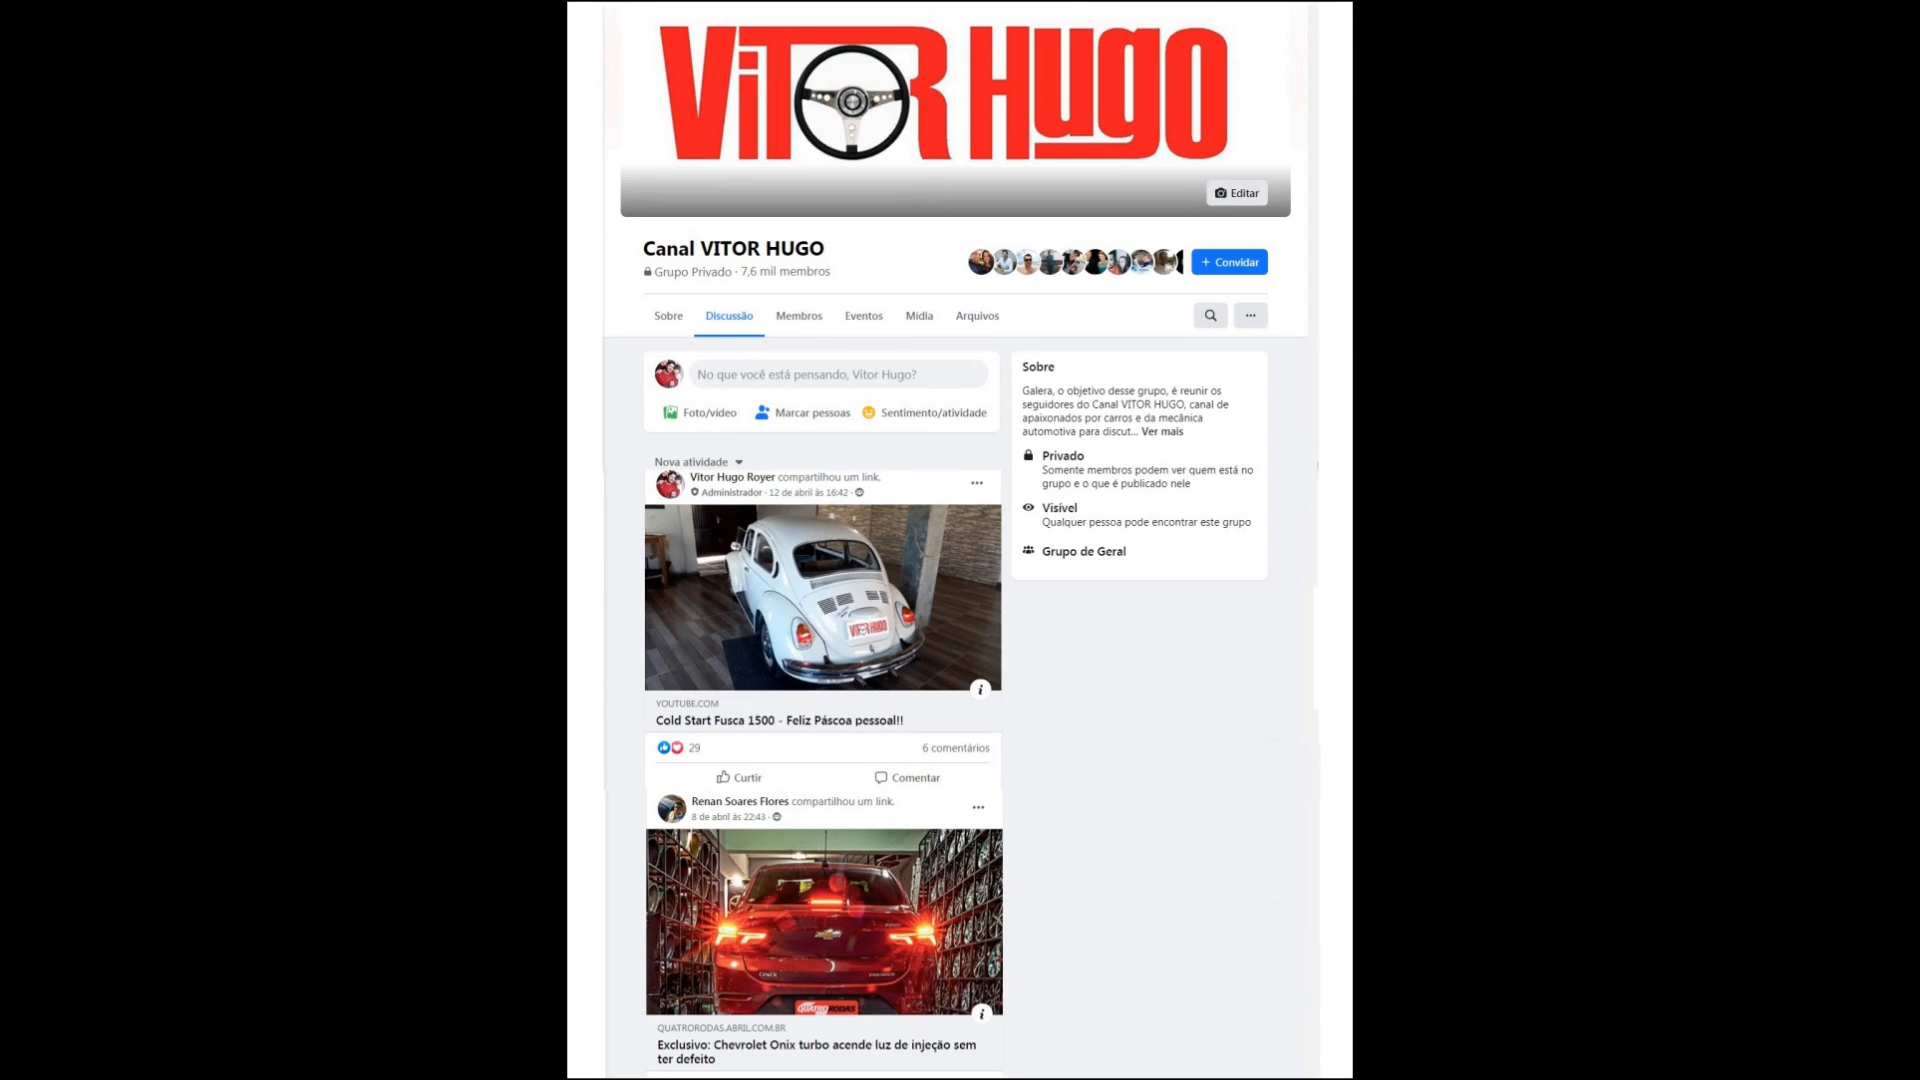 VITOR HUGO
Editar
Canal VITOR HUGO
Grupo Privado · 7,6 mil membros
+ Convidar
Sobre
Discussão
Membros
Eventos
Mídia
Arquivos
No que você está pensando, Vitor Hugo?
Foto/vídeo
Marcar pessoas
Sentimento/atividade
Nova atividade
Vitor Hugo Royer compartilhou um link.
Administrador · 12 de abril às 16:42 ·
VITOR HUGO
YOUTUBE.COM
Cold Start Fusca 1500 - Feliz Páscoa pessoal!!
29
6 comentários
Curtir
Comentar
Renan Soares Flores compartilhou um link.
8 de abril às 22:43 ·
ONIX
QUATRO RODAS
QUATRORODAS.ABRIL.COM.BR
Exclusivo: Chevrolet Onix turbo acende luz de injeção sem
ter defeito
Sobre
Galera, o objetivo desse grupo, é reunir os
seguidores do Canal VITOR HUGO, canal de
apaixonados por carros e da mecânica
automotiva para discut... Ver mais
Privado
Somente membros podem ver quem está no
grupo e o que é publicado nele
Visível
Qualquer pessoa pode encontrar este grupo
Grupo de Geral